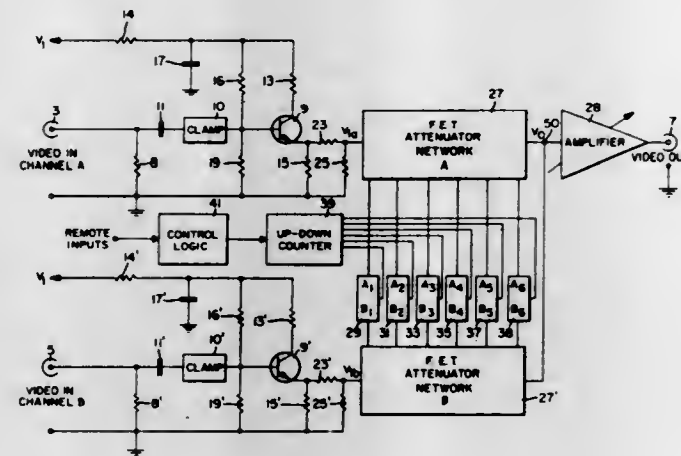 14
27
V₁
17
16
13
9
28
7
3
11
10
23
V₁ₐ
F.E.T
ATTENUATOR
NETWORK
A
V₀
50
AMPLIFIER
CLAMP
VIDEO IN
CHANNEL A
8
19
15
25
VIDEO OU
41
39
REMOTE
INPUTS
CONTROL
LOGIC
UP-DOWN
COUNTER
V₁
14'
17'
16'
13'
A₁ A₂ A₃ A₄ A₅ A₆
B₁ B₂ B₃ B₄ B₅ B₆
29 31 33 35 37 38
5
11'
10'
9'
23'
V₁b
F.E.T
ATTENUATOR
NETWORK
B
CLAMP
VIDEO IN
CHANNEL B
8'
19'
15'
25'
27'